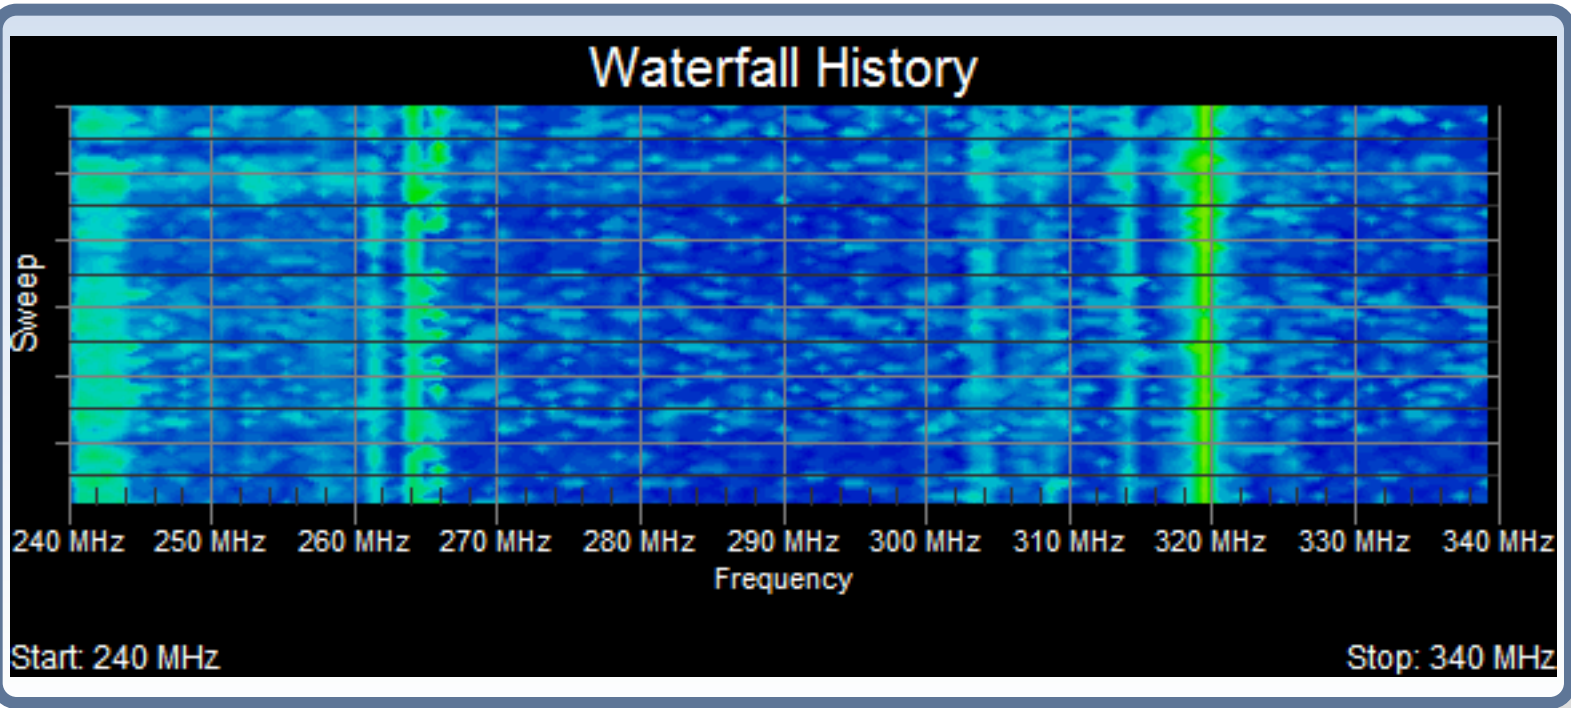 Waterfall History
Sweep
240 MHz 250 MHz 260 MHz 270 MHz 280 MHz 290 MHz 300 MHz 310 MHz 320 MHz 330 MHz 340 MHz
Frequency
Start: 240 MHz
Stop: 340 MHz